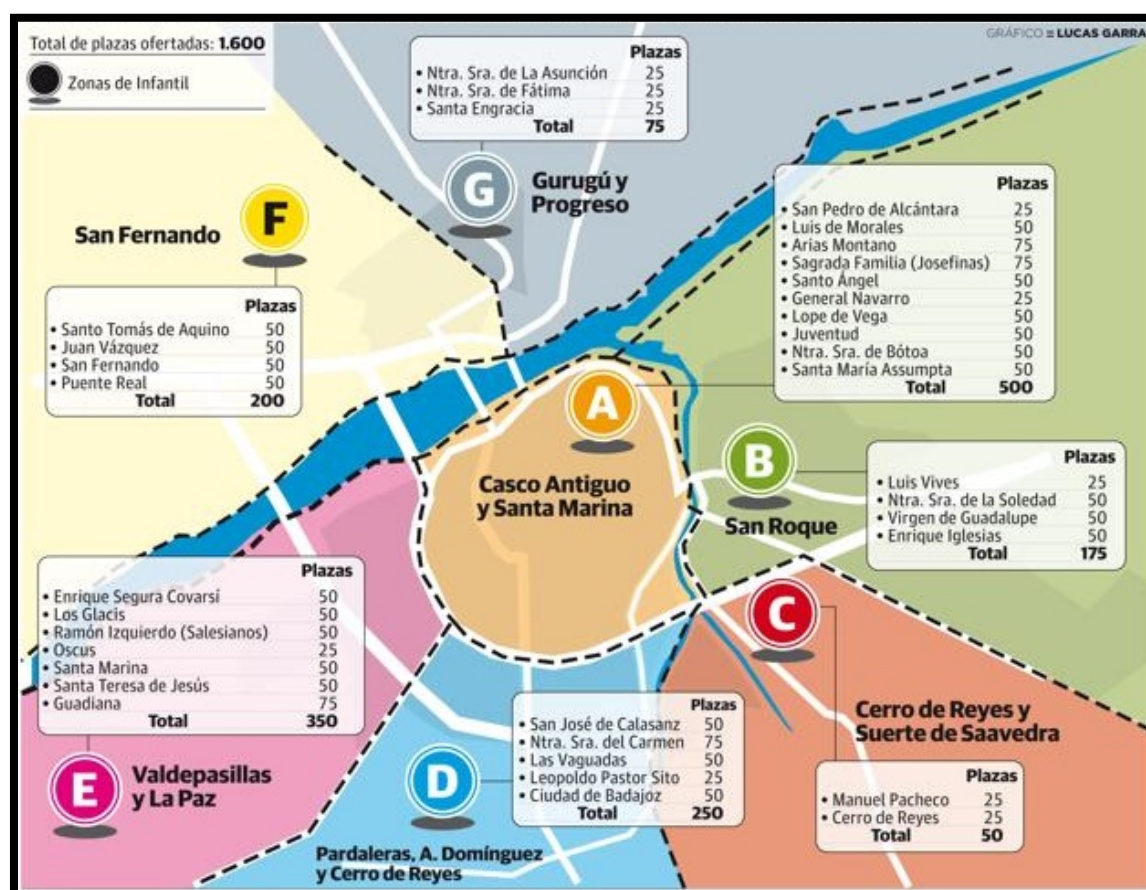 Total de plazas ofertadas: 1.600
Zonas de Infantil
GRÁFICO = LUCAS GARRA
Plazas
• Ntra. Sra. de La Asunción 25
• Ntra. Sra. de Fátima 25
• Santa Engracia 25
Total 75
G
Gurugú y
Progreso
F
San Fernando
Plazas
• Santo Tomás de Aquino 50
• Juan Vázquez 50
• San Fernando 50
• Puente Real 50
Total 200
Plazas
• San Pedro de Alcántara 25
• Luis de Morales 50
• Arias Montano 75
• Sagrada Familia (Josefinas) 75
• Santo Ángel 50
• General Navarro 25
• Lope de Vega 50
• Juventud 50
• Ntra. Sra. de Bótoa 50
• Santa María Assumpta 50
Total 500
A
Casco Antiguo
y Santa Marina
B
San Roque
Plazas
• Luis Vives 25
• Ntra. Sra. de la Soledad 50
• Virgen de Guadalupe 50
• Enrique Iglesias 50
Total 175
Plazas
• Enrique Segura Covarsí 50
• Los Glacis 50
• Ramón Izquierdo (Salesianos) 50
• Oscus 25
• Santa Marina 50
• Santa Teresa de Jesús 50
• Guadiana 75
Total 350
E
Valdepasillas
y La Paz
Plazas
• San José de Calasanz 50
• Ntra. Sra. del Carmen 75
• Las Vaguadas 50
• Leopoldo Pastor Sito 25
• Ciudad de Badajoz 50
Total 250
D
Pardaleras, A. Domínguez
y Cerro de Reyes
C
Cerro de Reyes y
Suerte de Saavedra
Plazas
• Manuel Pacheco 25
• Cerro de Reyes 25
Total 50